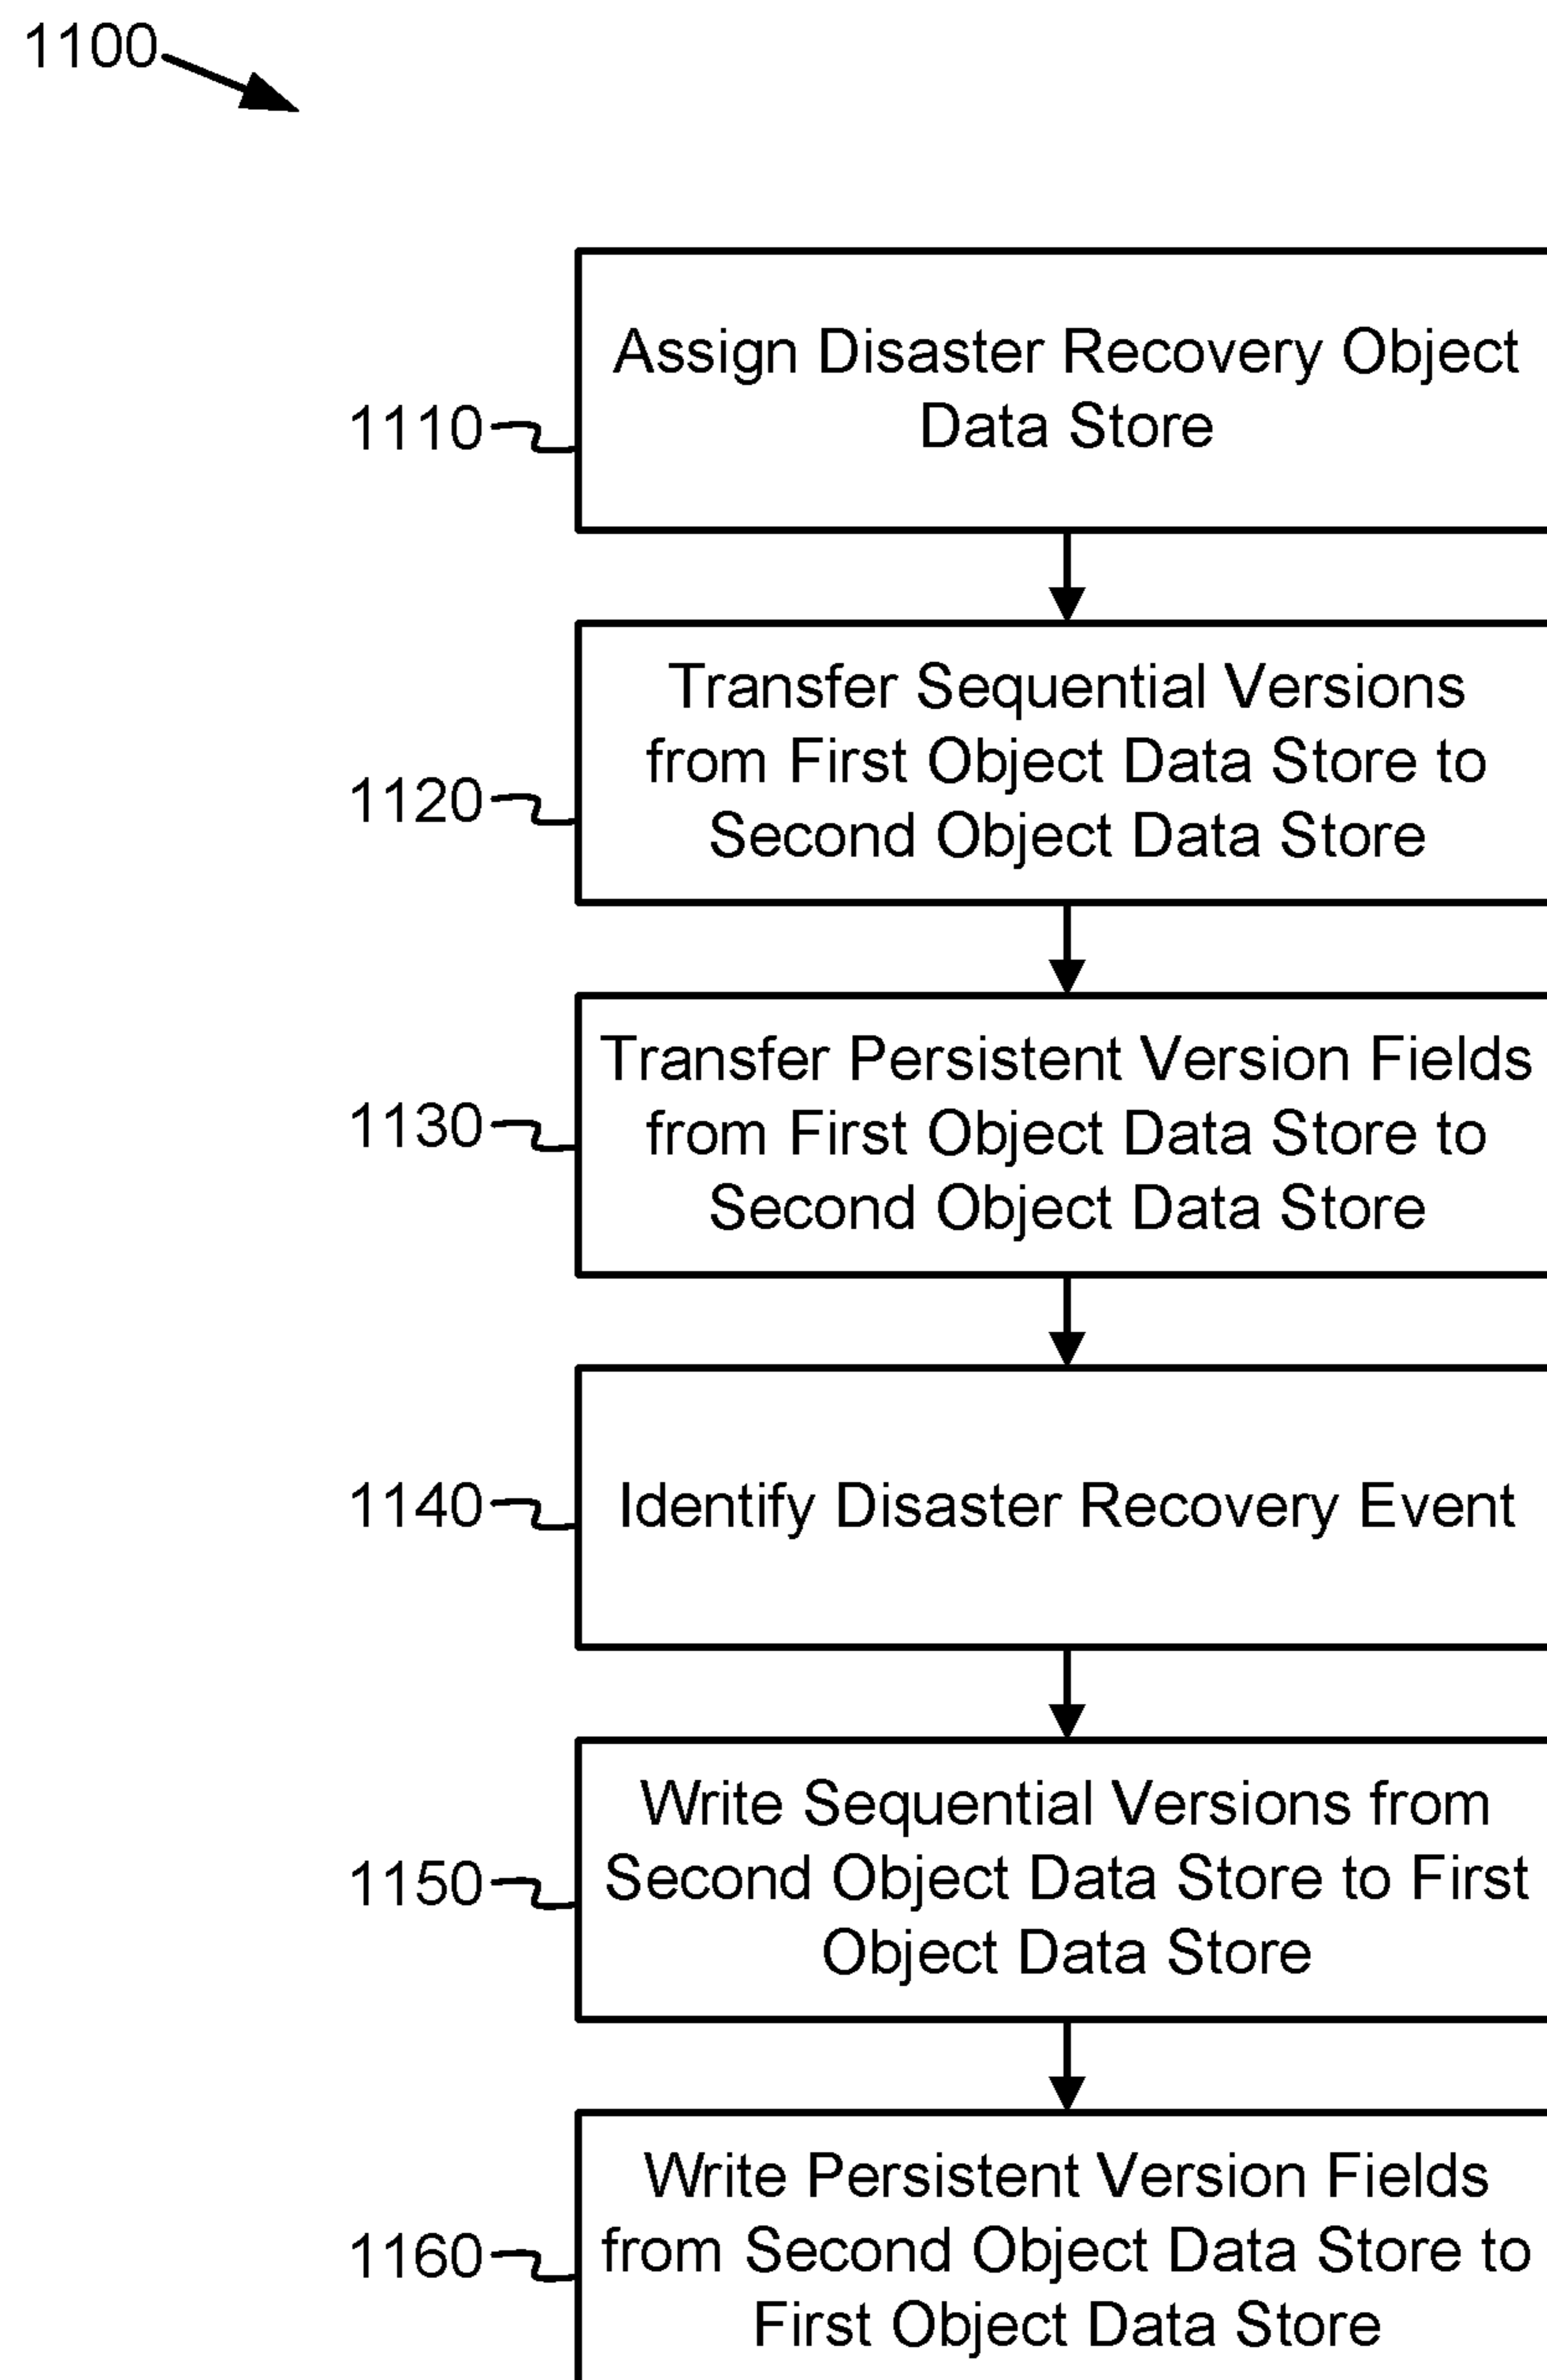 1100
Assign Disaster Recovery Object
Data Store
1110
Transfer Sequential Versions
from First Object Data Store to
Second Object Data Store
1120
Transfer Persistent Version Fields
from First Object Data Store to
Second Object Data Store
1130
Identify Disaster Recovery Event
1140
Write Sequential Versions from
Second Object Data Store to First
Object Data Store
1150
Write Persistent Version Fields
from Second Object Data Store to
First Object Data Store
1160